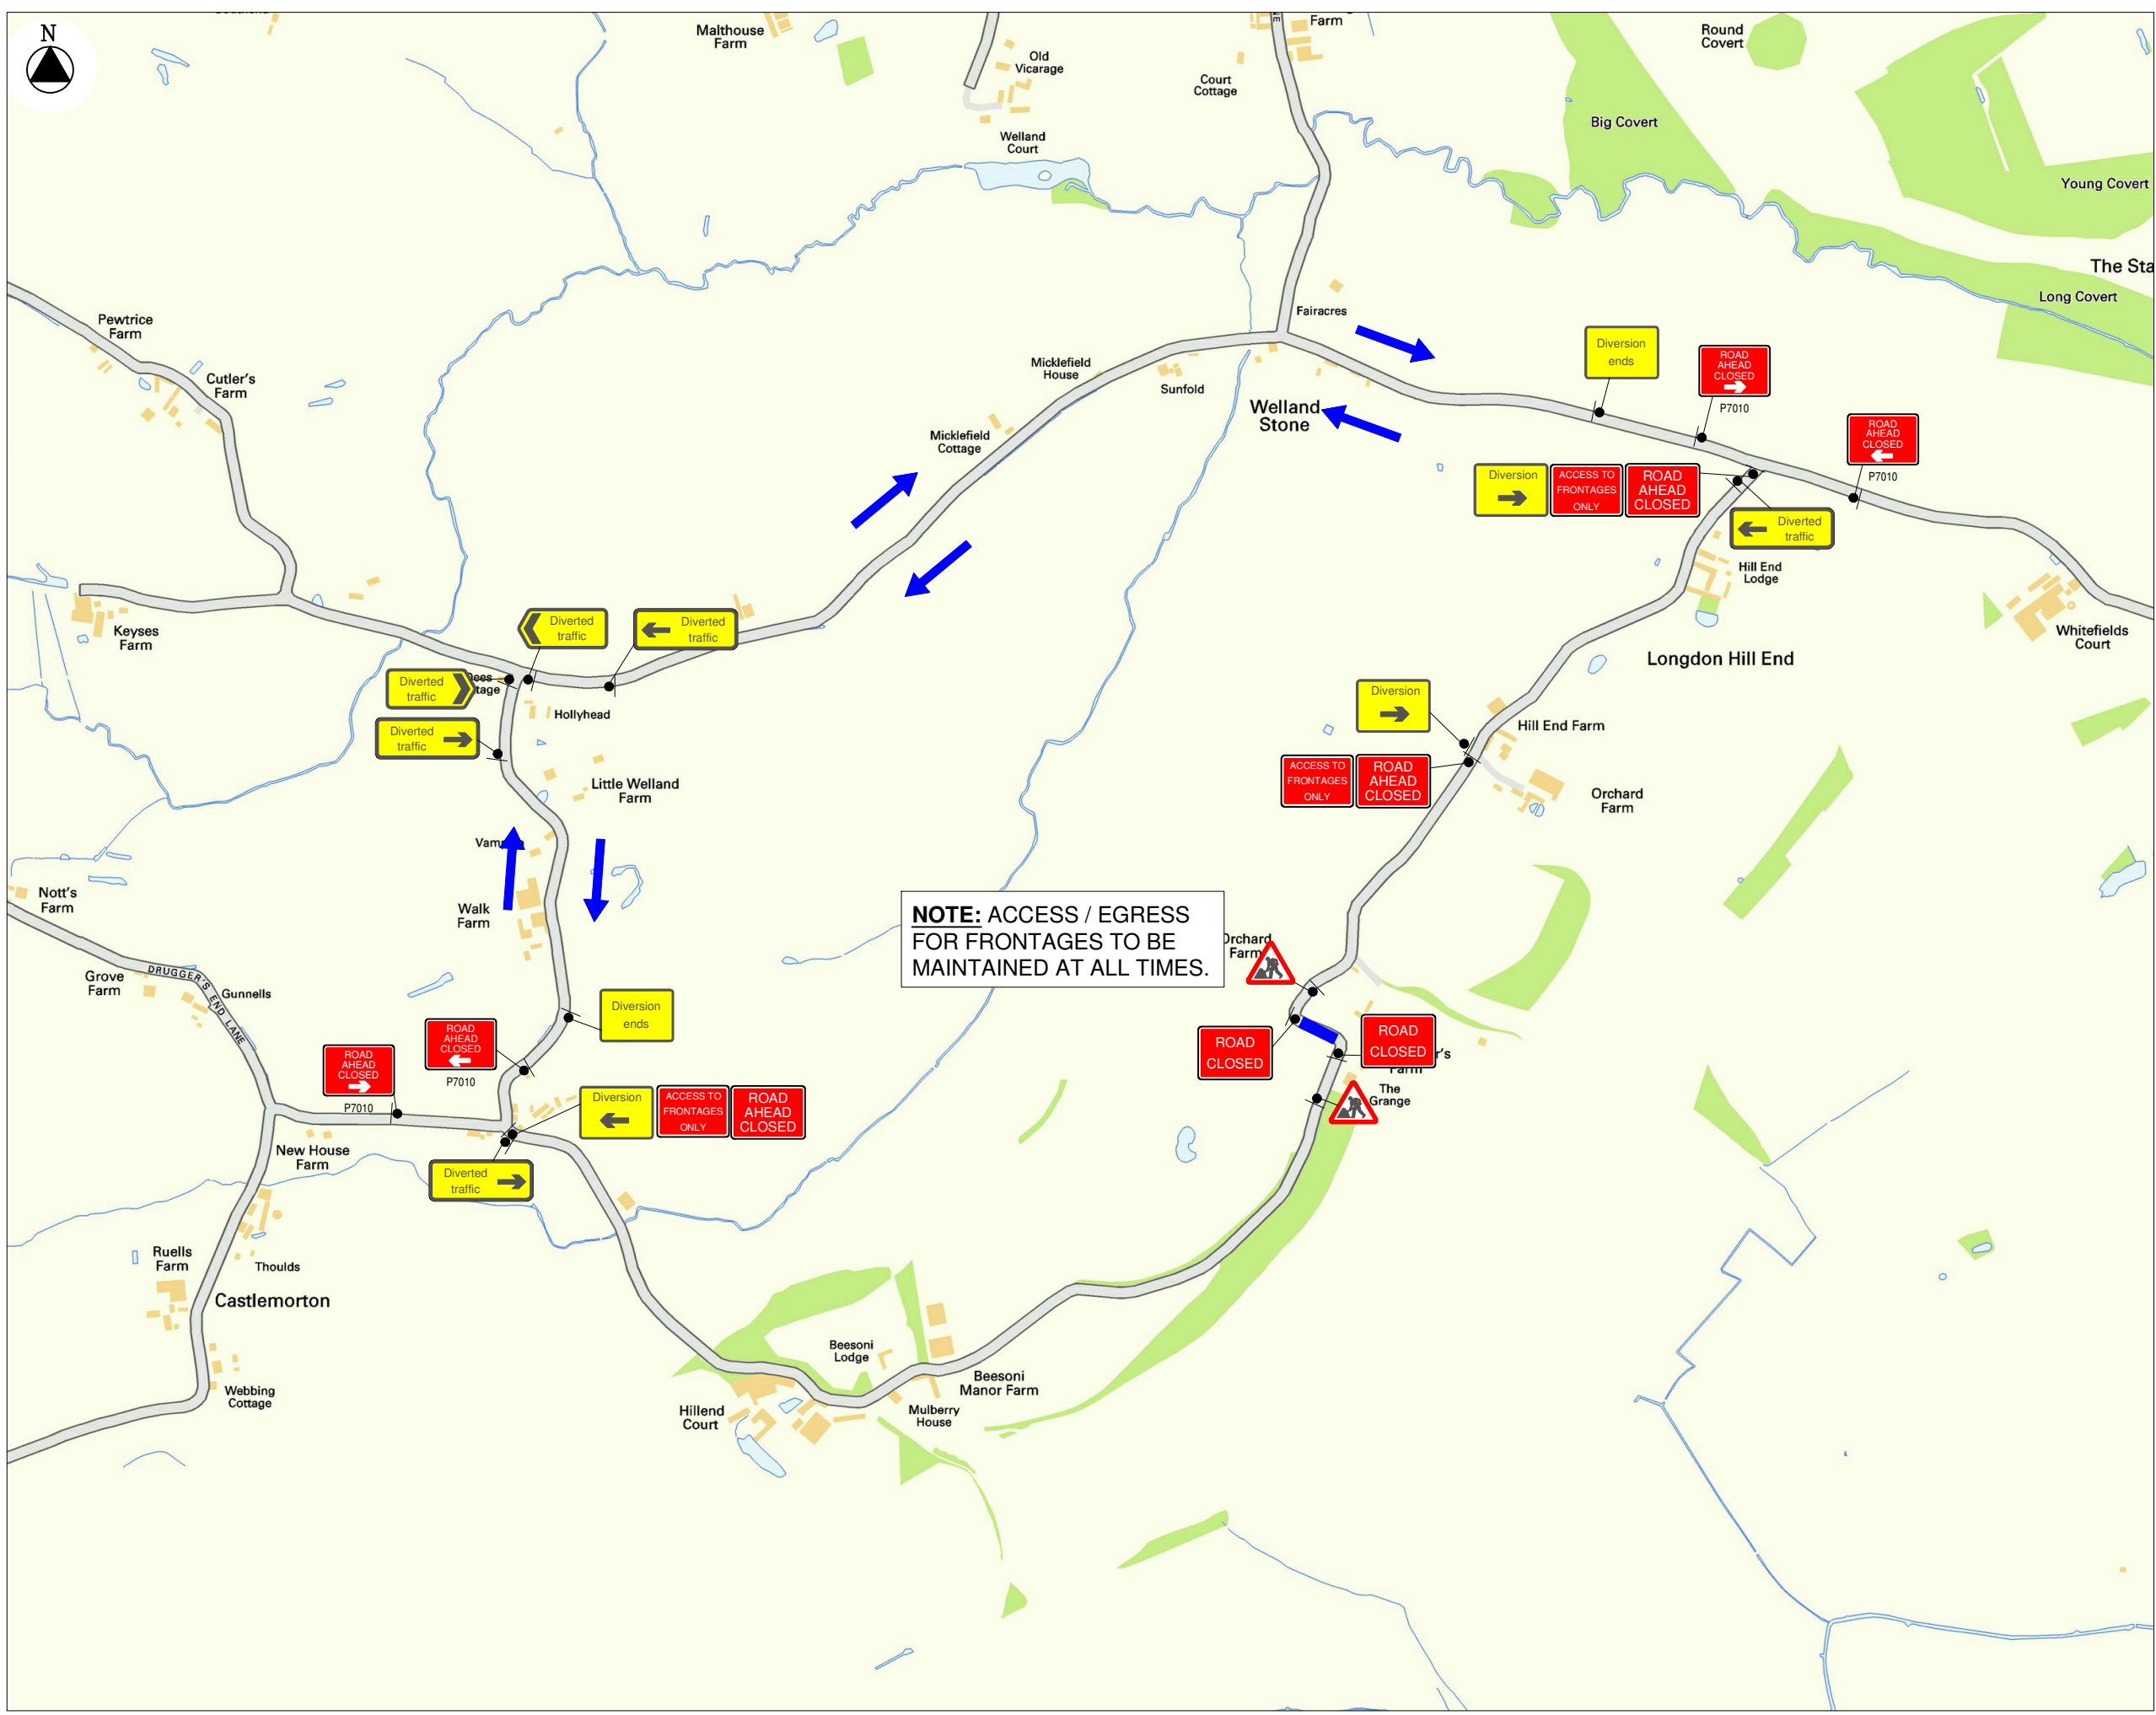 N
Malthouse
Farm
Old
Vicarage
Court
Cottage
Farm
Round
Covert
Big Covert
Welland
Court
Young Covert
The Sta
Long Covert
Pewtrice
Farm
Cutler's
Farm
Fairacres
Micklefield
House
Sunfold
Welland
Stone
Micklefield
Cottage
Diversion
ends
ROAD
AHEAD
CLOSED
P7010
ROAD
AHEAD
CLOSED
P7010
Diversion
ACCESS TO
FRONTAGES
ONLY
ROAD
AHEAD
CLOSED
Diverted
traffic
Hill End
Lodge
Keyses
Farm
Whitefields
Court
Longdon Hill End
Diverted
traffic
Diverted
traffic
Diverted
traffic
ees
tage
Hollyhead
Diverted
traffic
Diversion
Hill End Farm
ACCESS TO
FRONTAGES
ONLY
ROAD
AHEAD
CLOSED
Orchard
Farm
Little Welland
Farm
Vam
Walk
Farm
Nott's
Farm
NOTE: ACCESS / EGRESS
FOR FRONTAGES TO BE
MAINTAINED AT ALL TIMES.
Orchard
Farm
Grove
Farm
DRUGGER'S END LANE
Gunnells
Diversion
ends
ROAD
AHEAD
CLOSED
P7010
ROAD
AHEAD
CLOSED
P7010
ROAD
CLOSED
ROAD
CLOSED
r's
Farm
The
Grange
Diversion
ACCESS TO
FRONTAGES
ONLY
ROAD
AHEAD
CLOSED
New House
Farm
Diverted
traffic
Ruells
Farm
Thoulds
Castlemorton
Webbing
Cottage
Beesoni
Lodge
Beesoni
Manor Farm
Hillend
Court
Mulberry
House